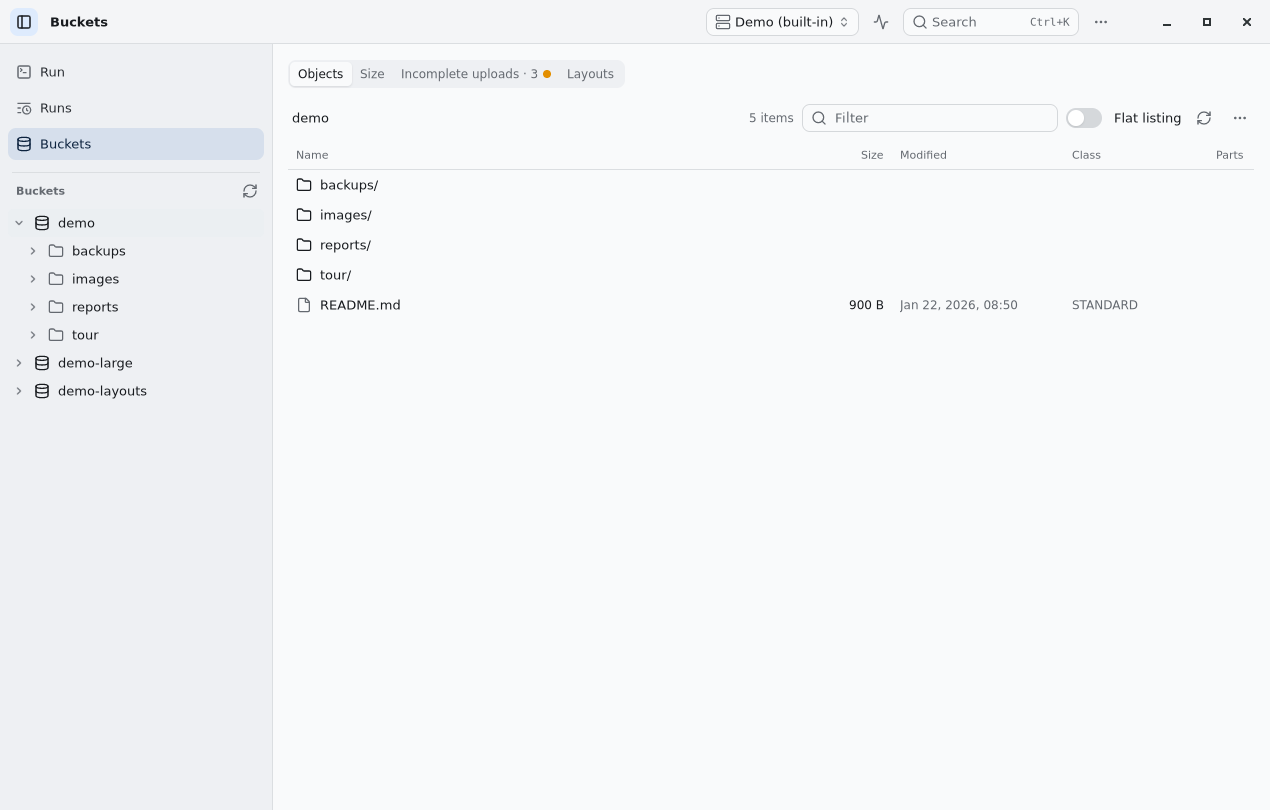 Buckets
Demo (built-in)
Search Ctrl+K
Run
Runs
Buckets
Buckets
demo
backups
images
reports
tour
demo-large
demo-layouts
Objects Size Incomplete uploads · 3 Layouts
demo 5 items Filter Flat listing
Name Size Modified Class Parts
backups/
images/
reports/
tour/
README.md 900 B Jan 22, 2026, 08:50 STANDARD